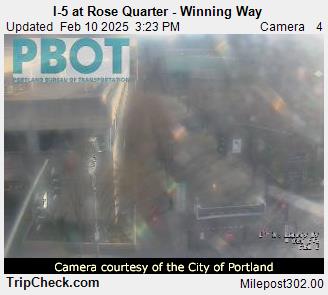 I-5 at Rose Quarter - Winning Way
Updated Feb 10 2025 3:23 PM Camera 4
PBOT
PORTLAND BUREAU OF TRANSPORTATION
Camera courtesy of the City of Portland
TripCheck.com Milepost302.00